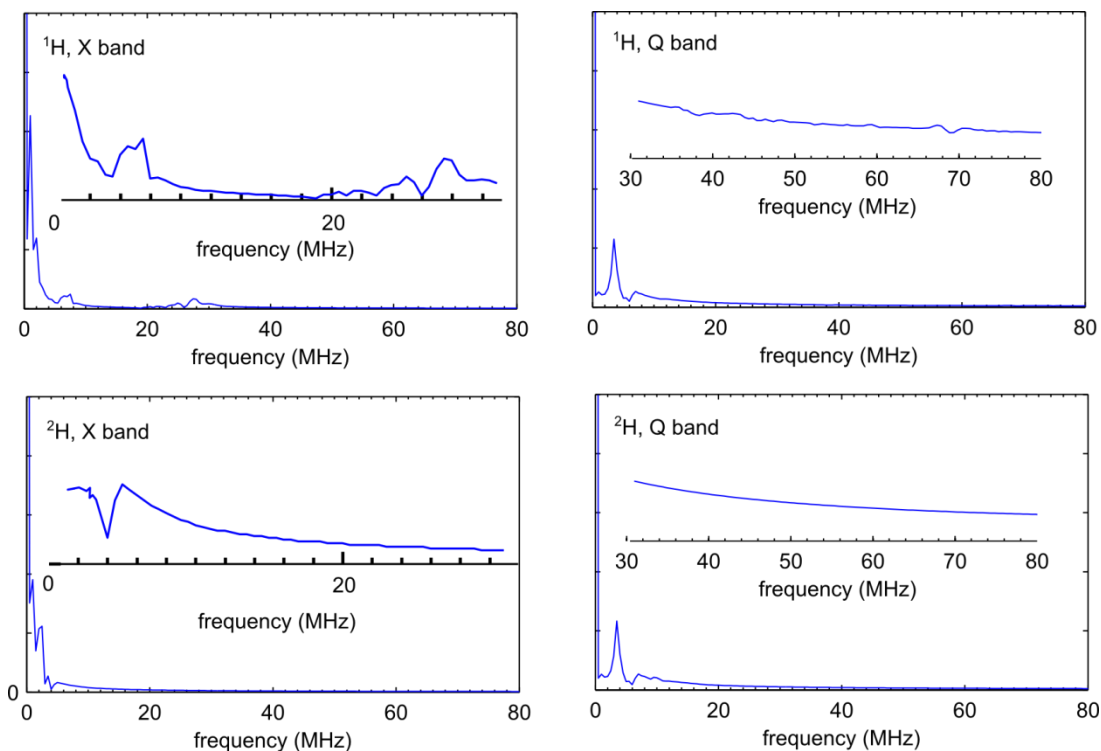 ¹H, X band
0
20
frequency (MHz)
0 20 40 60 80
frequency (MHz)
¹H, Q band
30 40 50 60 70 80
frequency (MHz)
0 20 40 60 80
frequency (MHz)
²H, X band
0
20
frequency (MHz)
0
0 20 40 60 80
frequency (MHz)
²H, Q band
30 40 50 60 70 80
frequency (MHz)
0 20 40 60 80
frequency (MHz)